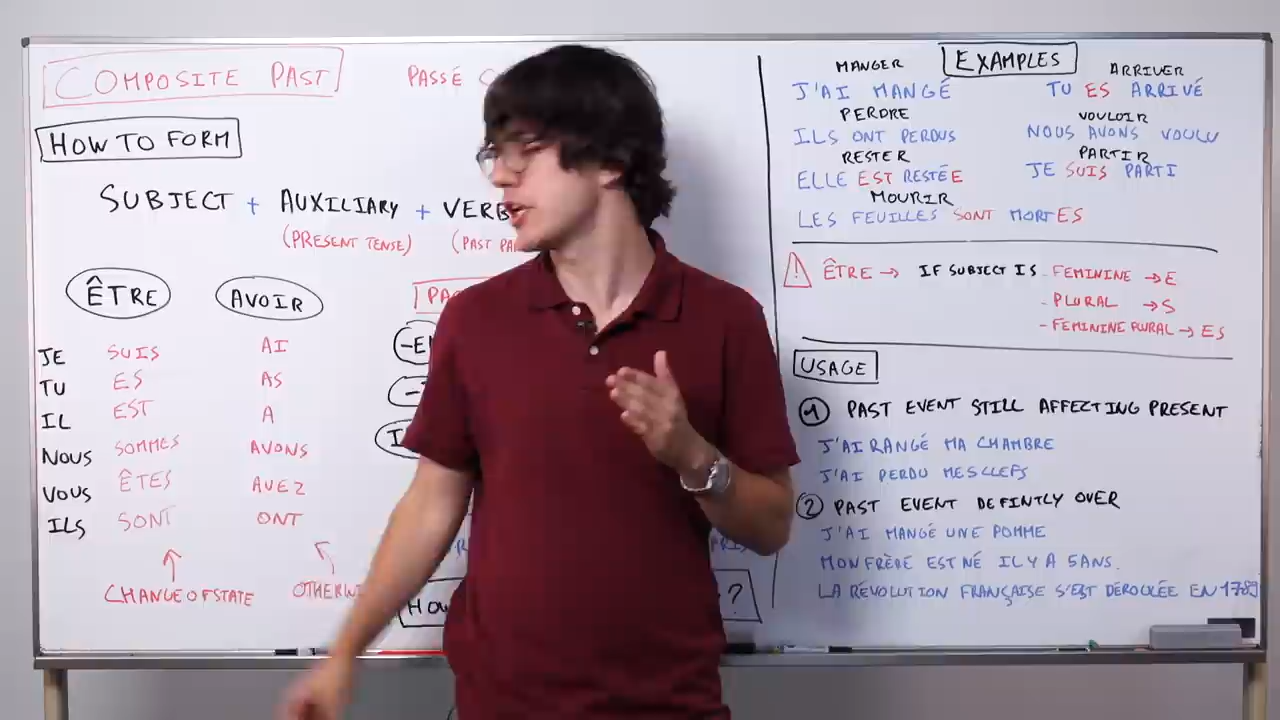 COMPOSITE PAST
PASSÉ
HOW TO FORM
SUBJECT + AUXILIARY + VERB
(PRESENT TENSE) (PAST
ÊTRE AVOIR
JE SUIS AI
TU ES AS
IL EST A
NOUS SOMMES AVONS
VOUS ÊTES AVEZ
ILS SONT ONT
CHANGE OF STATE
?
EXAMPLES
MANGER ARRIVER
J'AI MANGÉ TU ES ARRIVÉ
PERDRE VOULOIR
ILS ONT PERDUS NOUS AVONS VOULU
RESTER PARTIR
ELLE EST RESTÉE JE SUIS PARTI
MOURIR
LES FEUILLES SONT MORTES
! ÊTRE → IF SUBJECT IS - FEMININE → E
- PLURAL → S
- FEMININE PLURAL → ES
USAGE
1 PAST EVENT STILL AFFECTING PRESENT
J'AI RANGÉ MA CHAMBRE
J'AI PERDU MES CLEFS
2 PAST EVENT DEFINTLY OVER
J'AI MANGÉ UNE POMME
MON FRÈRE EST NÉ IL Y A 5 ANS.
LA RÉVOLUTION FRANÇAISE S'EST DÉROULÉE EN 1789